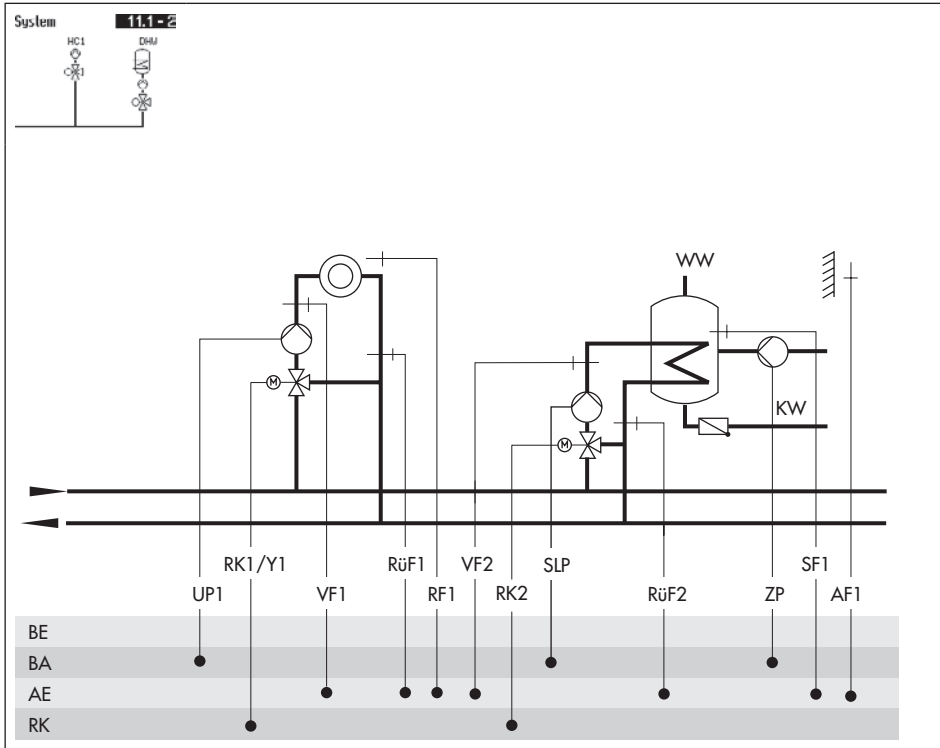 System 11.1 - 2
HC1 DHW
WW
M
KW
M
RK1/Y1 RüF1 VF2 SLP SF1
UP1 VF1 RF1 RK2 RüF2 ZP AF1
BE
BA
AE
RK